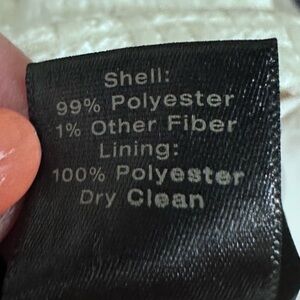 Shell:
99% Polyester
1% Other Fiber
Lining:
100% Polyester
Dry Clean